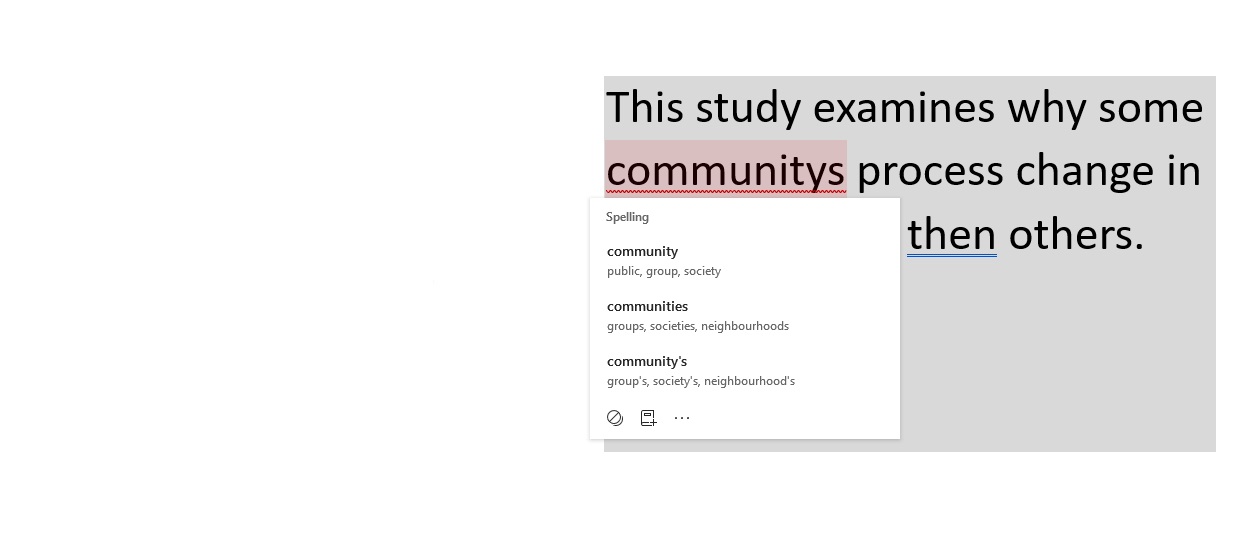 This study examines why some
communitys process change in
then others.
Spelling
community
public, group, society
communities
groups, societies, neighbourhoods
community's
group's, society's, neighbourhood's